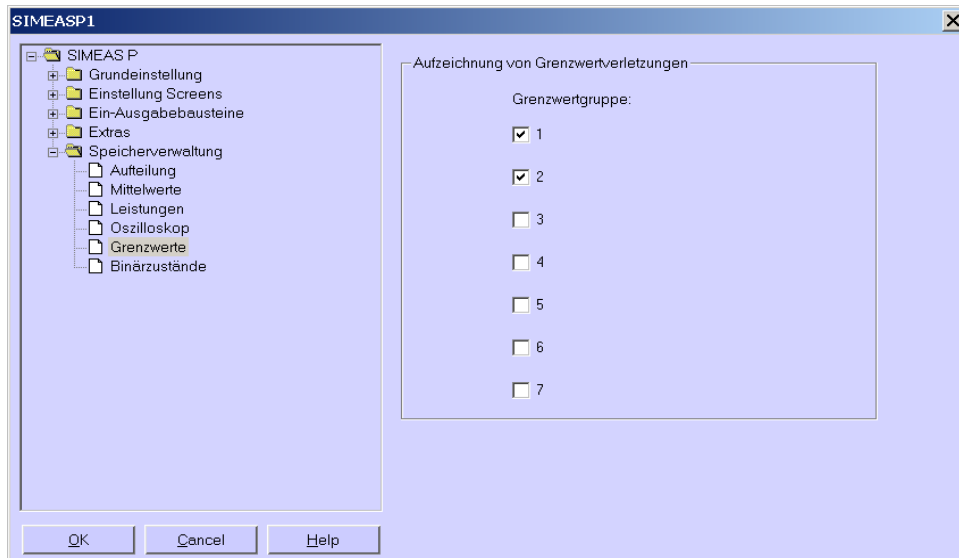 SIMEASP1
SIMEAS P
Grundeinstellung
Einstellung Screens
Ein-Ausgabebausteine
Extras
Speicherverwaltung
Aufteilung
Mittelwerte
Leistungen
Oszilloskop
Grenzwerte
Binärzustände
Aufzeichnung von Grenzwertverletzungen
Grenzwertgruppe:
1
2
3
4
5
6
7
OK
Cancel
Help